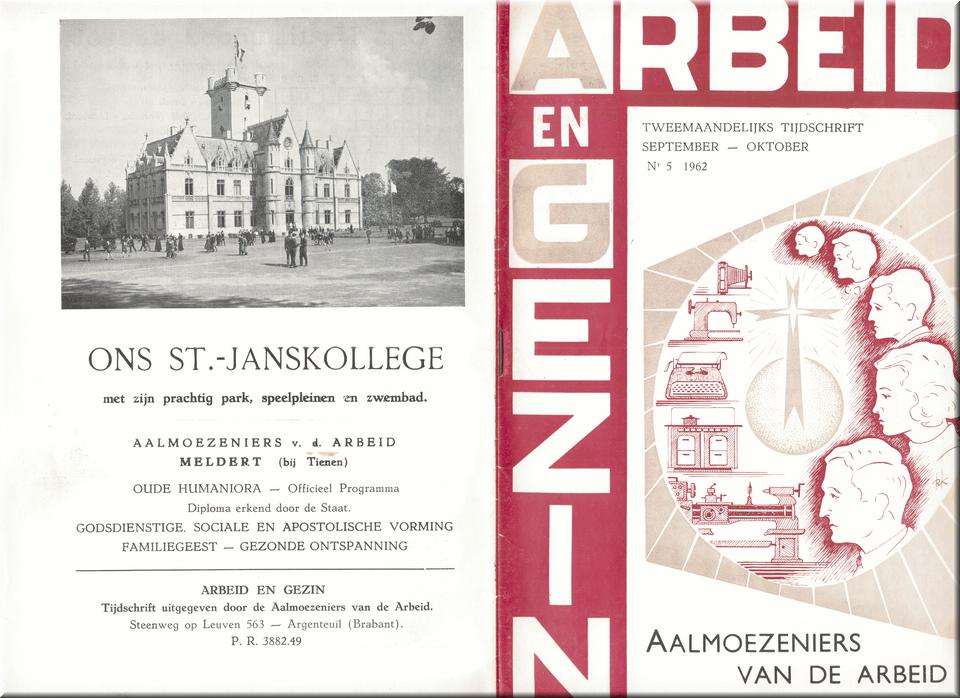 ONS ST.-JANSKOLLEGE
met zijn prachtig park, speelpleinen en zwembad.
AALMOEZENIERS v. d. ARBEID
MELDERT (bij Tienen)
OUDE HUMANIORA — Officieel Programma
Diploma erkend door de Staat.
GODSDIENSTIGE, SOCIALE EN APOSTOLISCHE VORMING
FAMILIEGEEST — GEZONDE ONTSPANNING
ARBEID EN GEZIN
Tijdschrift uitgegeven door de Aalmoezeniers van de Arbeid.
Steenweg op Leuven 563 — Argenteuil (Brabant).
P. R. 3882.49
ARBEID
EN
GEZIN
TWEEMAANDELIJKS TIJDSCHRIFT
SEPTEMBER — OKTOBER
Nr 5 1962
RK
AALMOEZENIERS
VAN DE ARBEID